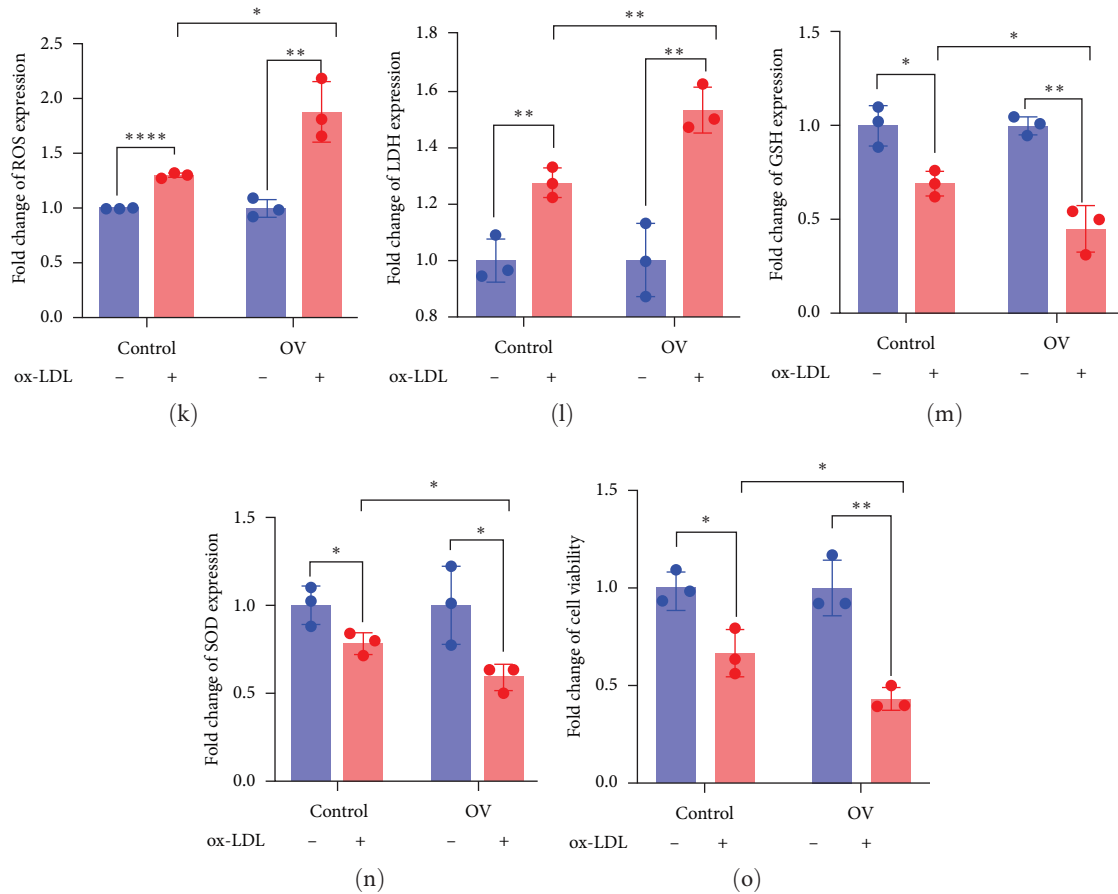 Fold change of ROS expression
2.5
2.0
1.5
1.0
0.5
0.0
*
****
**
Control OV
ox-LDL – + – +
(k)
Fold change of LDH expression
1.8
1.6
1.4
1.2
1.0
0.8
**
**
**
Control OV
ox-LDL – + – +
(l)
Fold change of GSH expression
1.5
1.0
0.5
0.0
*
*
**
Control OV
ox-LDL – + – +
(m)
Fold change of SOD expression
1.5
1.0
0.5
0.0
*
*
*
Control OV
ox-LDL – + – +
(n)
Fold change of cell viability
1.5
1.0
0.5
0.0
*
*
**
Control OV
ox-LDL – + – +
(o)